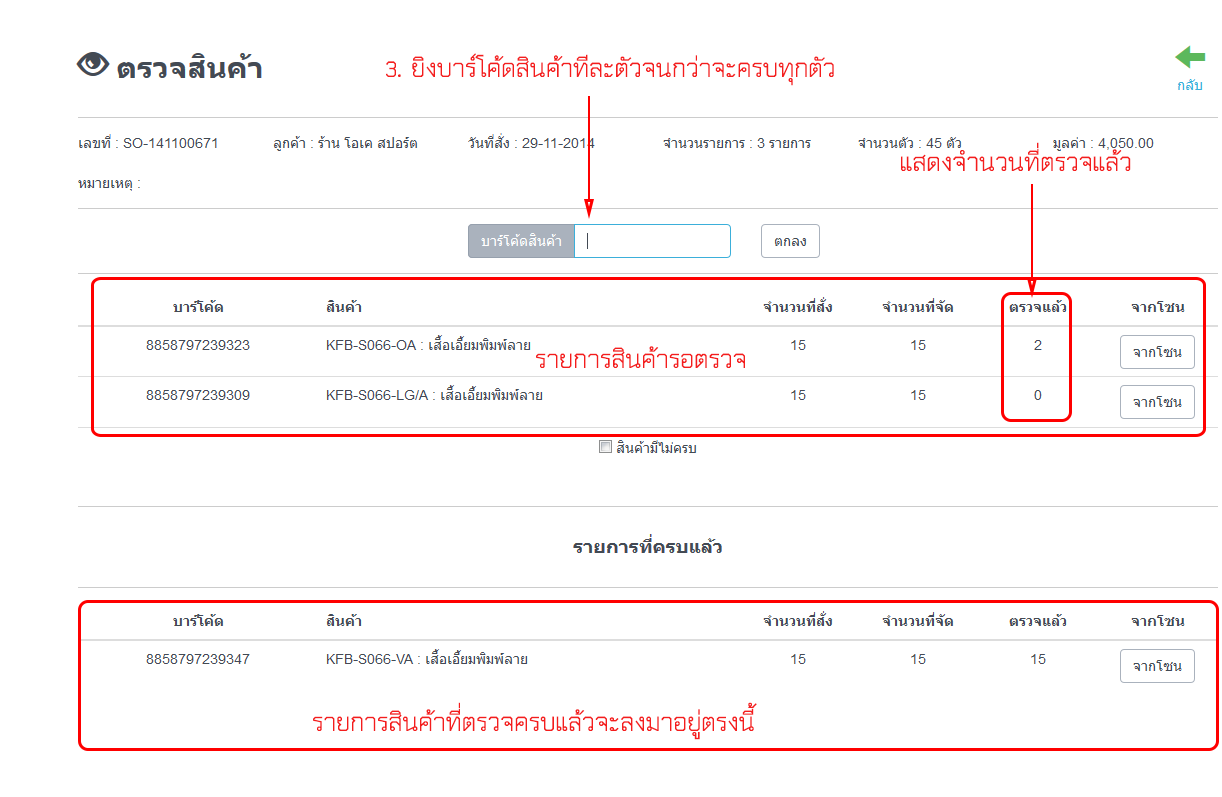 ตรวจสินค้า
3. ยิงบาร์โค้ดสินค้าทีละตัวจนกว่าจะครบทุกตัว
กลับ
เลขที่ : SO-141100671 ลูกค้า : ร้าน โอเค สปอร์ต วันที่สั่ง : 29-11-2014 จำนวนรายการ : 3 รายการ จำนวนตัว : 45 ตัว มูลค่า : 4,050.00
แสดงจำนวนที่ตรวจแล้ว
หมายเหตุ :
บาร์โค้ดสินค้า ตกลง
บาร์โค้ด สินค้า จำนวนที่สั่ง จำนวนที่จัด ตรวจแล้ว จากโซน
8858797239323 KFB-S066-OA : เสื้อเอี้ยมพิมพ์ลาย 15 15 2 จากโซน
รายการสินค้ารอตรวจ
8858797239309 KFB-S066-LG/A : เสื้อเอี้ยมพิมพ์ลาย 15 15 0 จากโซน
สินค้ามีไม่ครบ
รายการที่ครบแล้ว
บาร์โค้ด สินค้า จำนวนที่สั่ง จำนวนที่จัด ตรวจแล้ว จากโซน
8858797239347 KFB-S066-VA : เสื้อเอี้ยมพิมพ์ลาย 15 15 15 จากโซน
รายการสินค้าที่ตรวจครบแล้วจะลงมาอยู่ตรงนี้